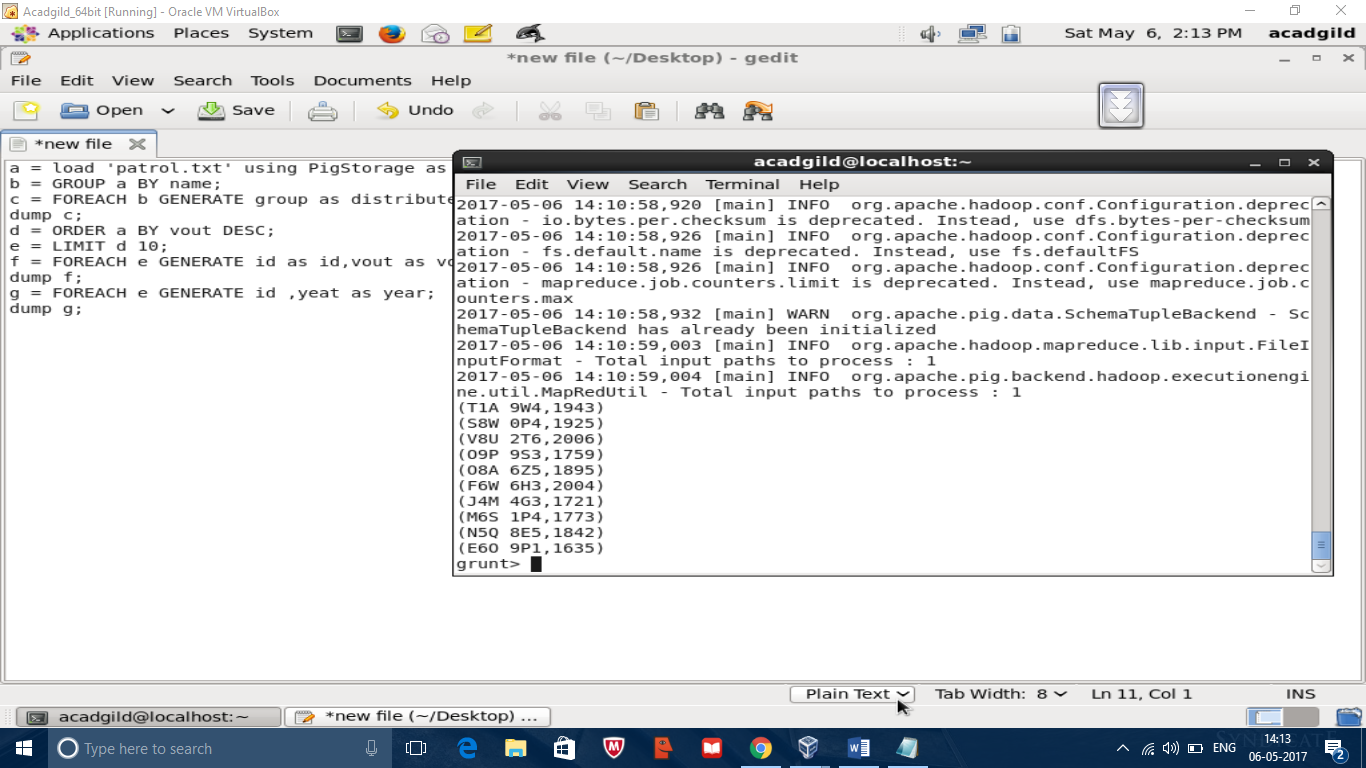 Acadgild_64bit [Running] - Oracle VM VirtualBox
Applications Places System Sat May 6, 2:13 PM acadgild
*new file (~/Desktop) - gedit
File Edit View Search Tools Documents Help
Open Save Undo
*new file
a = load 'patrol.txt' using PigStorage as
b = GROUP a BY name;
c = FOREACH b GENERATE group as distribute
dump c;
d = ORDER a BY vout DESC;
e = LIMIT d 10;
f = FOREACH e GENERATE id as id,vout as vo
dump f;
g = FOREACH e GENERATE id ,yeat as year;
dump g;
acadgild@localhost:~
File Edit View Search Terminal Help
2017-05-06 14:10:58,920 [main] INFO  org.apache.hadoop.conf.Configuration.deprec
ation - io.bytes.per.checksum is deprecated. Instead, use dfs.bytes-per-checksum
2017-05-06 14:10:58,926 [main] INFO  org.apache.hadoop.conf.Configuration.deprec
ation - fs.default.name is deprecated. Instead, use fs.defaultFS
2017-05-06 14:10:58,926 [main] INFO  org.apache.hadoop.conf.Configuration.deprec
ation - mapreduce.job.counters.limit is deprecated. Instead, use mapreduce.job.c
ounters.max
2017-05-06 14:10:58,932 [main] WARN  org.apache.pig.data.SchemaTupleBackend - Sc
hemaTupleBackend has already been initialized
2017-05-06 14:10:59,003 [main] INFO  org.apache.hadoop.mapreduce.lib.input.FileI
nputFormat - Total input paths to process : 1
2017-05-06 14:10:59,004 [main] INFO  org.apache.pig.backend.hadoop.executionengi
ne.util.MapRedUtil - Total input paths to process : 1
(T1A 9W4,1943)
(S8W 0P4,1925)
(V8U 2T6,2006)
(O9P 9S3,1759)
(O8A 6Z5,1895)
(F6W 6H3,2004)
(J4M 4G3,1721)
(M6S 1P4,1773)
(N5Q 8E5,1842)
(E6O 9P1,1635)
grunt>
Plain Text Tab Width: 8 Ln 11, Col 1 INS
acadgild@localhost:~ *new file (~/Desktop) ...
Type here to search ENG 14:13
06-05-2017 2